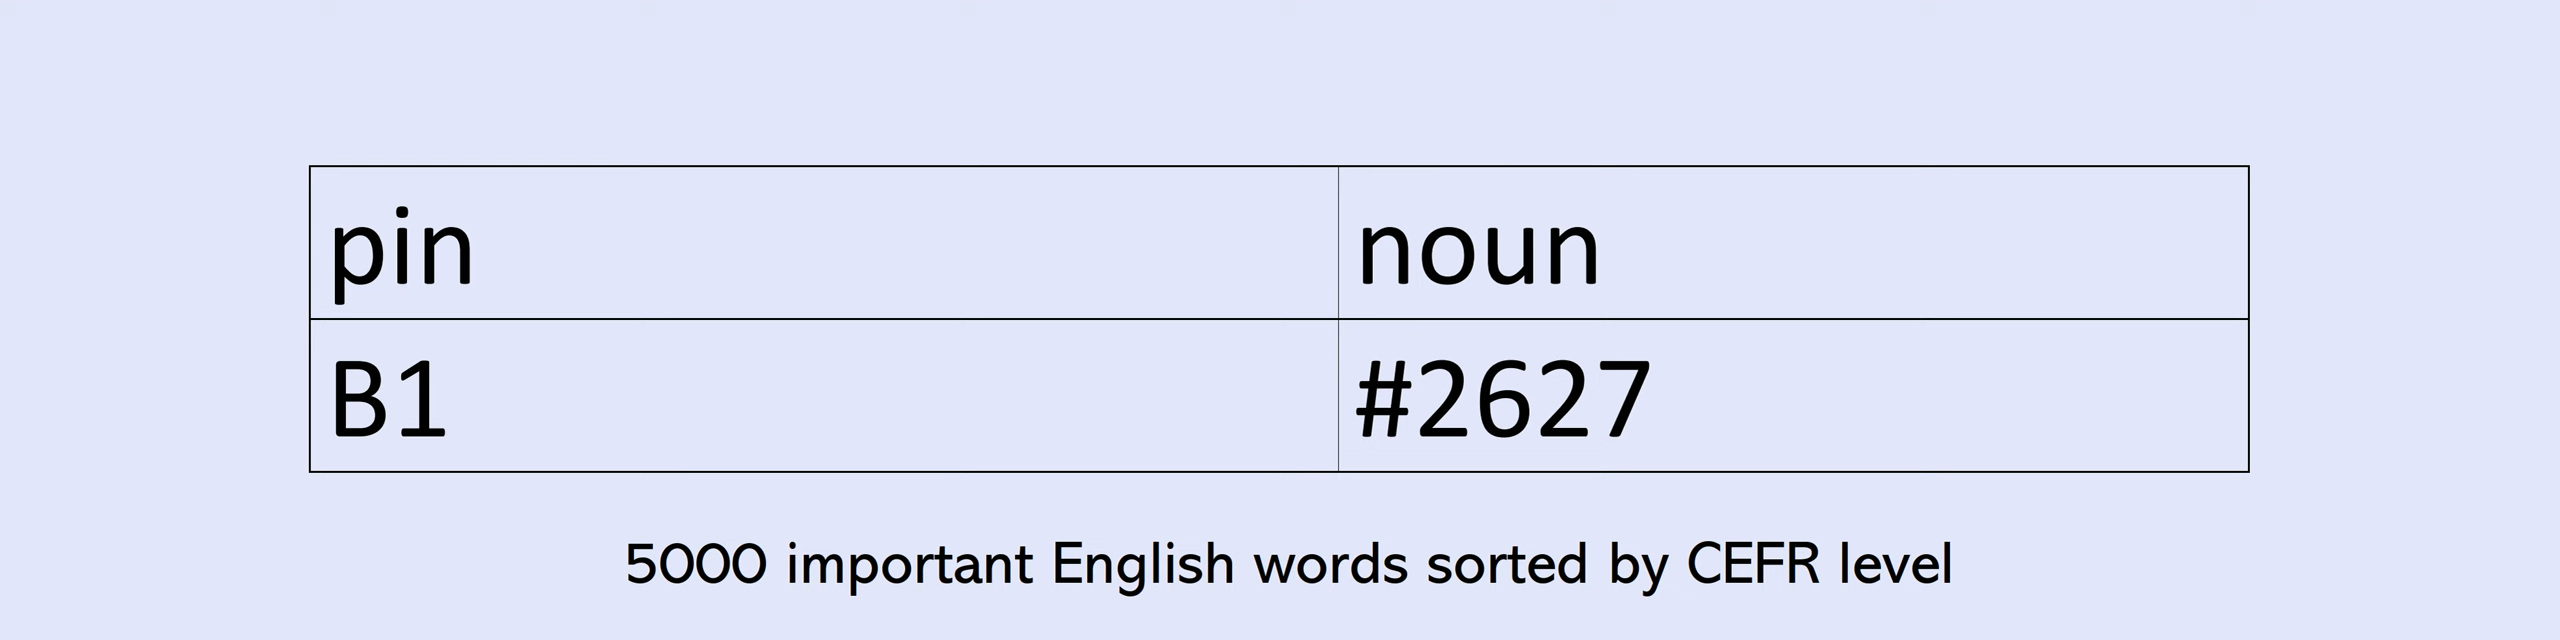 pin noun
B1 #2627
5000 important English words sorted by CEFR level